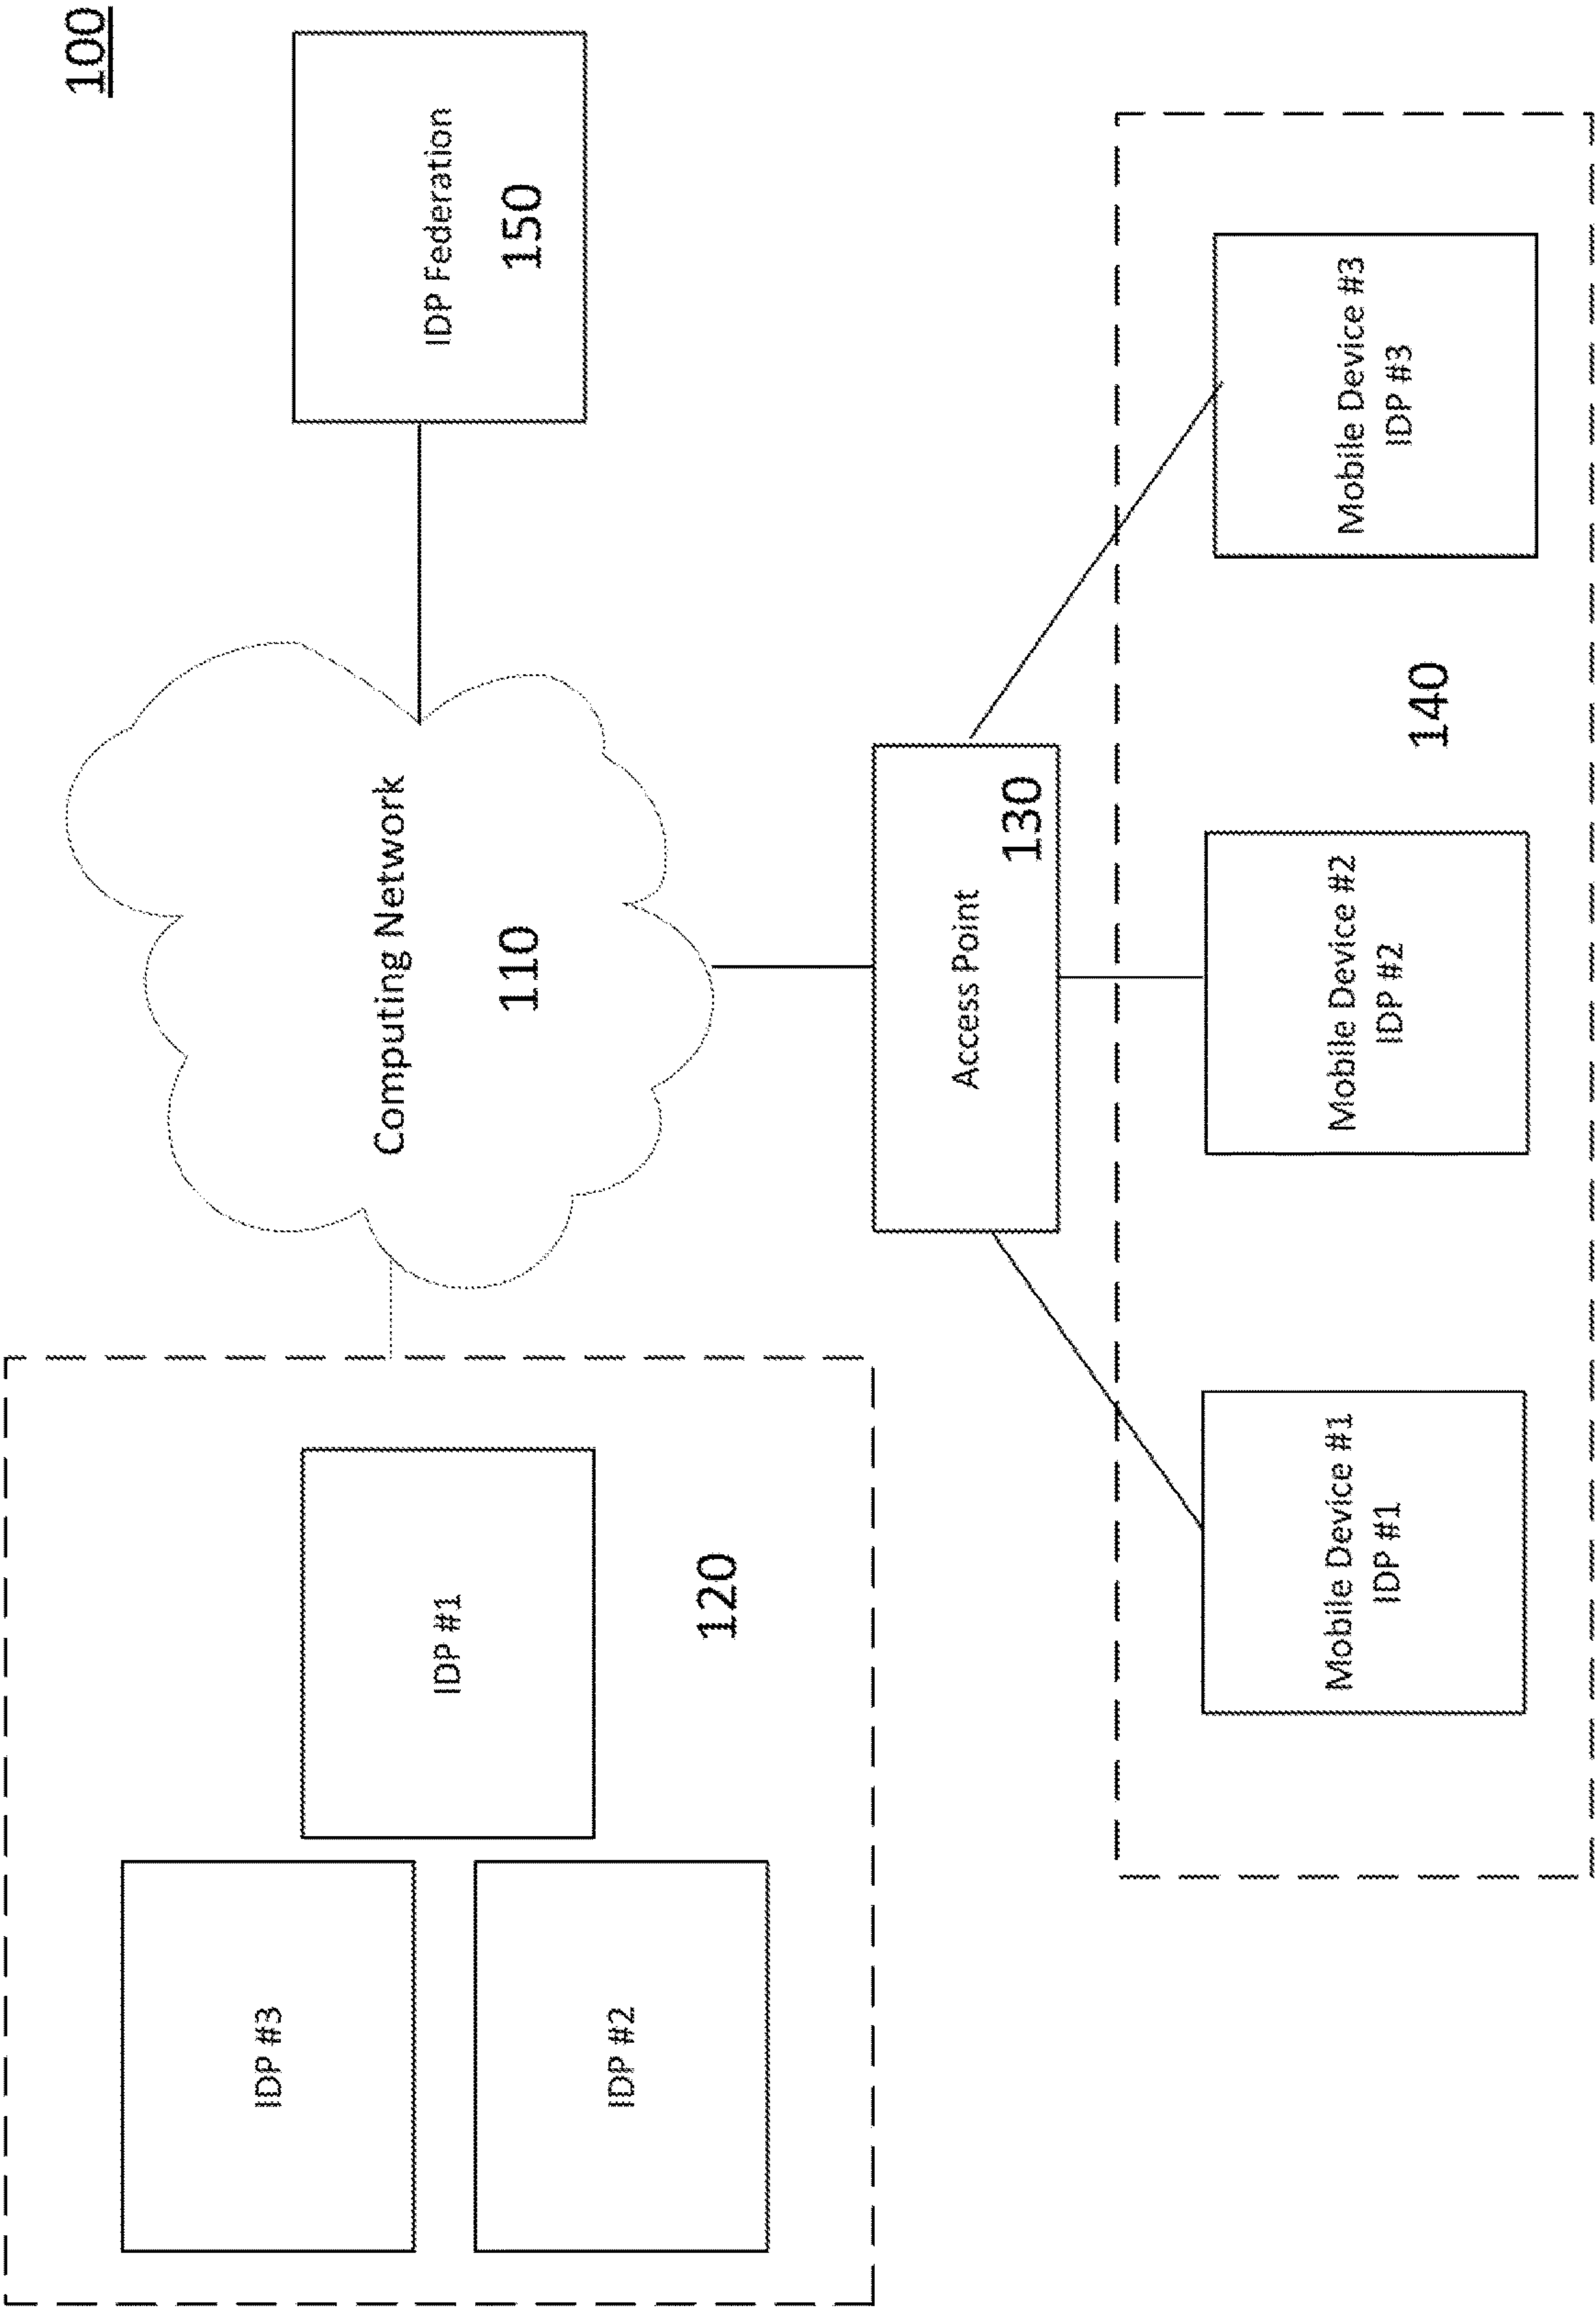 100
IDP #3
IDP #2
IDP #1
120
Computing Network
110
IDP Federation
150
Access Point
130
Mobile Device #1
IDP #1
Mobile Device #2
IDP #2
Mobile Device #3
IDP #3
140